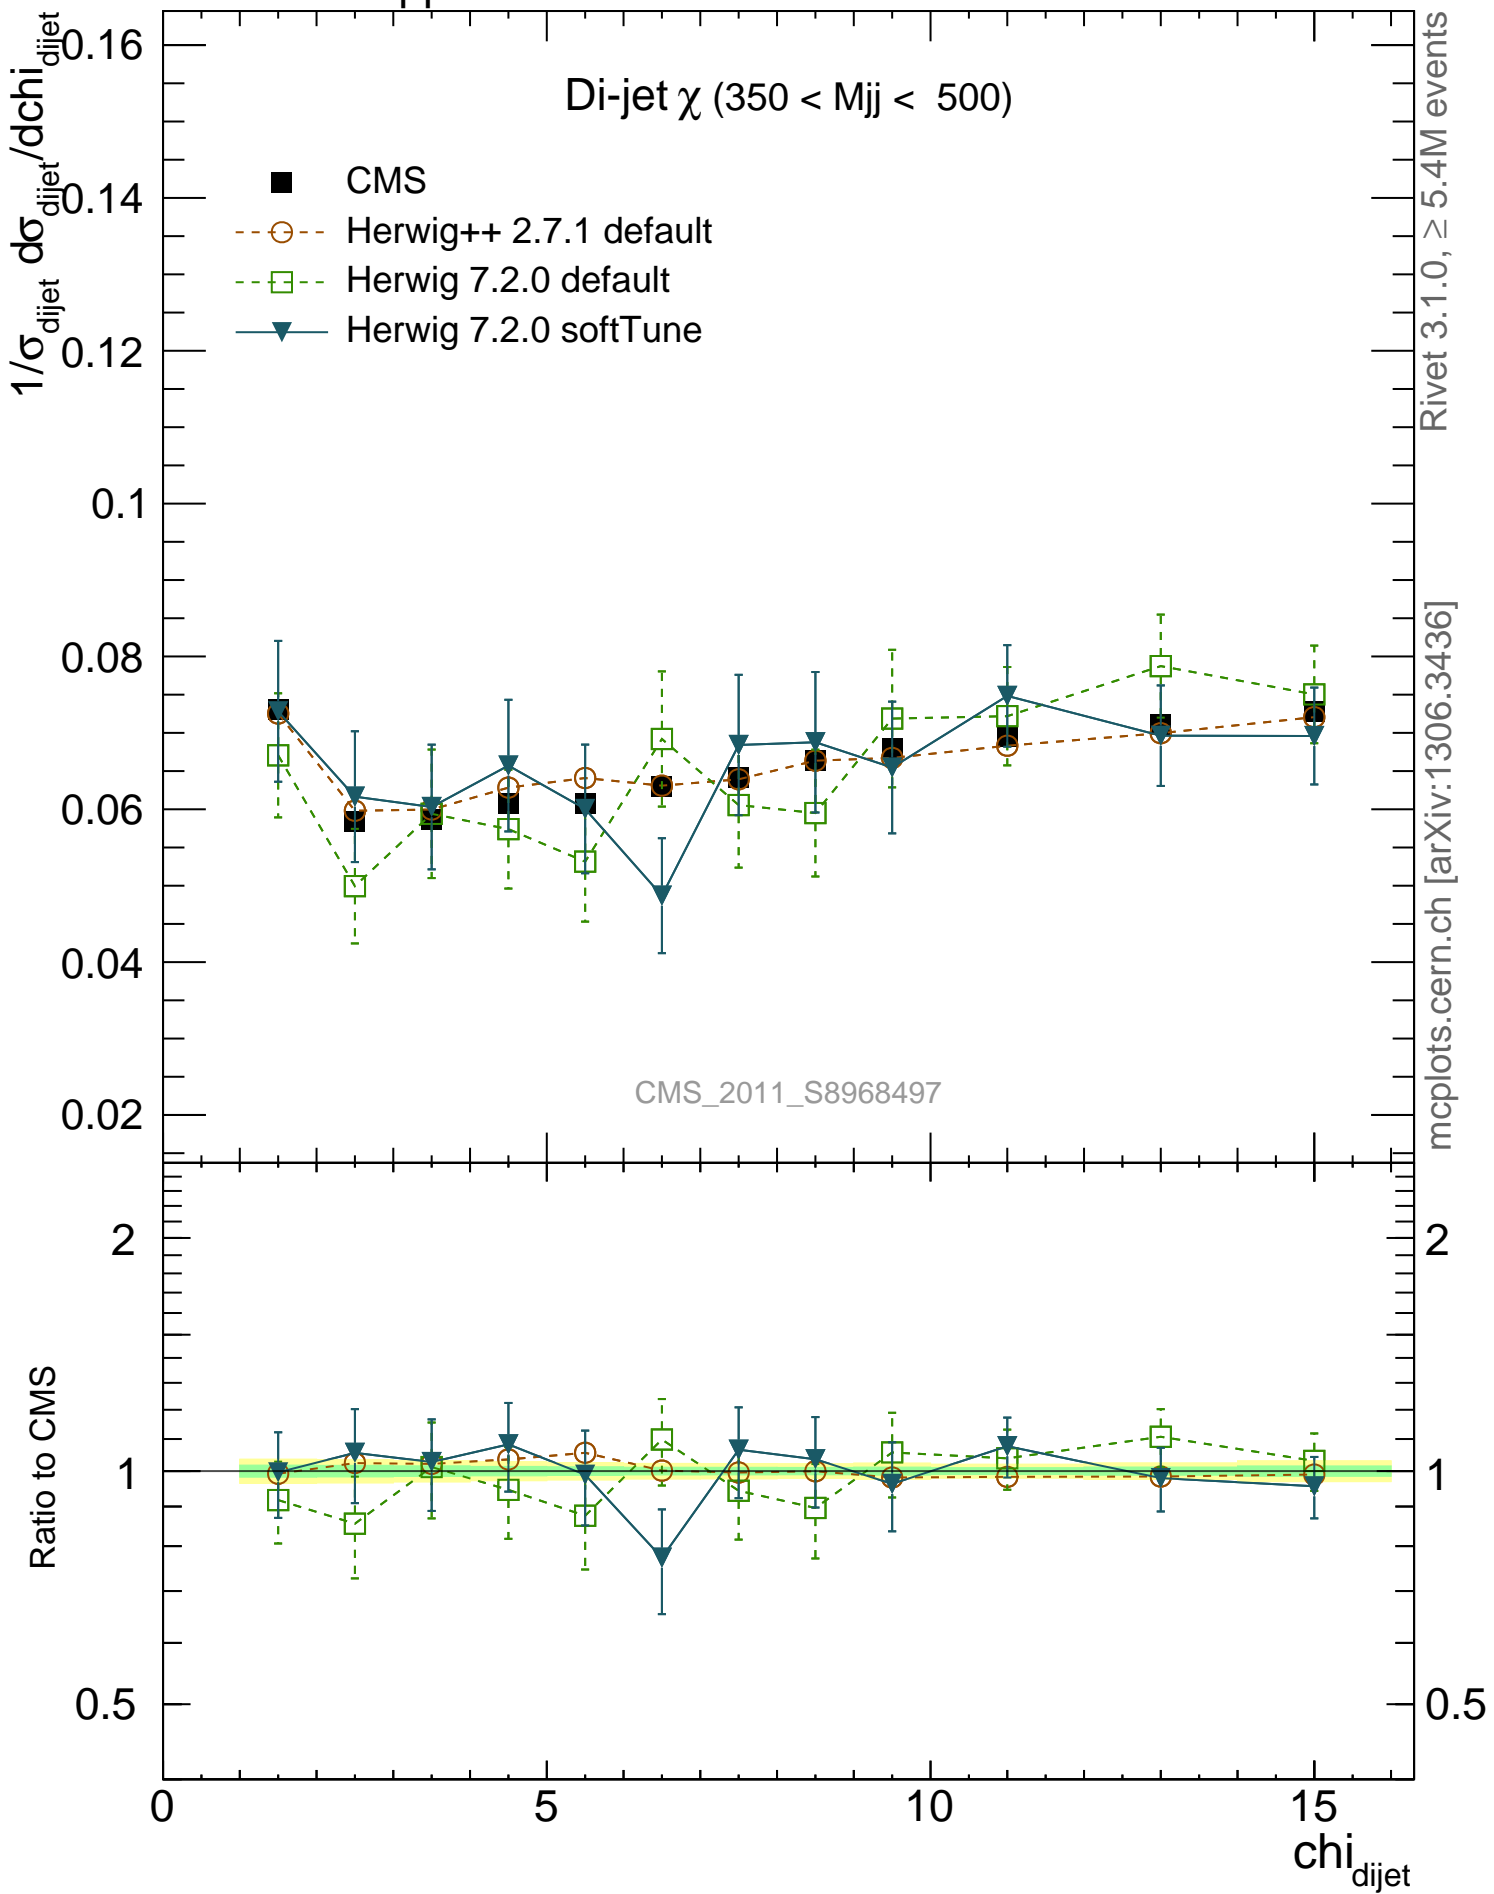 Di-jet χ (350 < Mjj < 500)
CMS
Herwig++ 2.7.1 default
Herwig 7.2.0 default
Herwig 7.2.0 softTune
1/σdijet dσdijet/dchidijet
0.16
0.14
0.12
0.1
0.08
0.06
0.04
0.02
CMS_2011_S8968497
Rivet 3.1.0, ≥ 5.4M events
mcplots.cern.ch [arXiv:1306.3436]
Ratio to CMS
2
1
0.5
2
1
0.5
0
5
10
15
chidijet